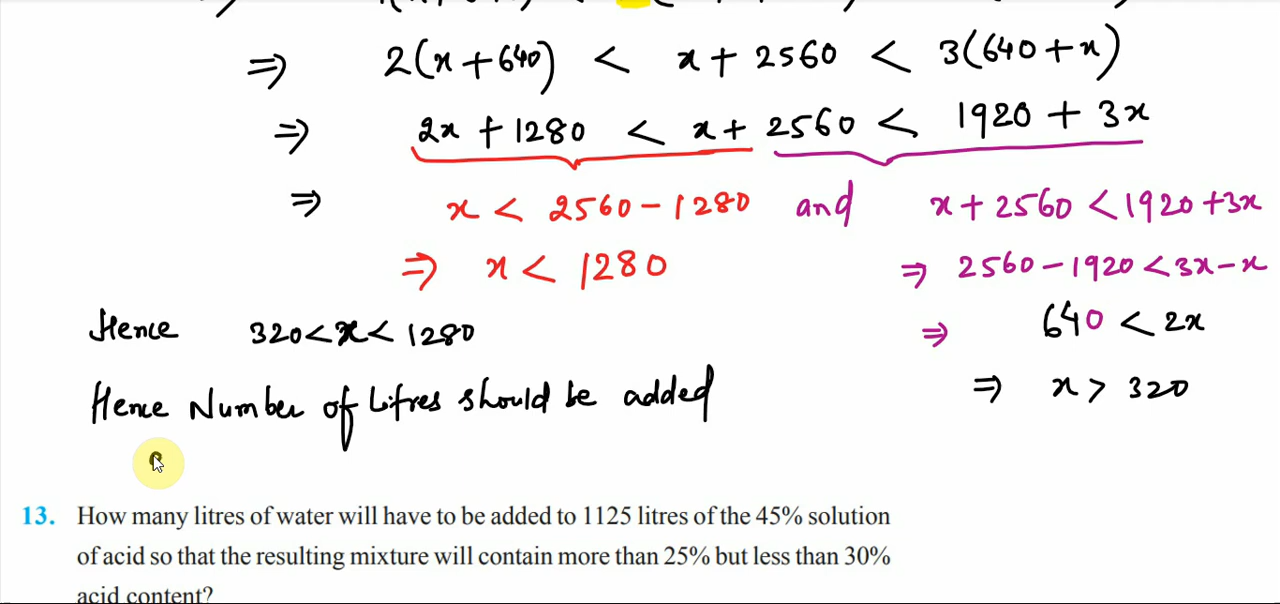 ⇒ 2(x+640) < x + 2560 < 3(640+x)
⇒ 2x + 1280 < x + 2560 < 1920 + 3x
⇒ x < 2560 - 1280 and x + 2560 < 1920 + 3x
⇒ x < 1280 ⇒ 2560 - 1920 < 3x - x
Hence 320 < x < 1280 ⇒ 640 < 2x
Hence Number of Litres should be added ⇒ x > 320
13. How many litres of water will have to be added to 1125 litres of the 45% solution
of acid so that the resulting mixture will contain more than 25% but less than 30%
acid content?